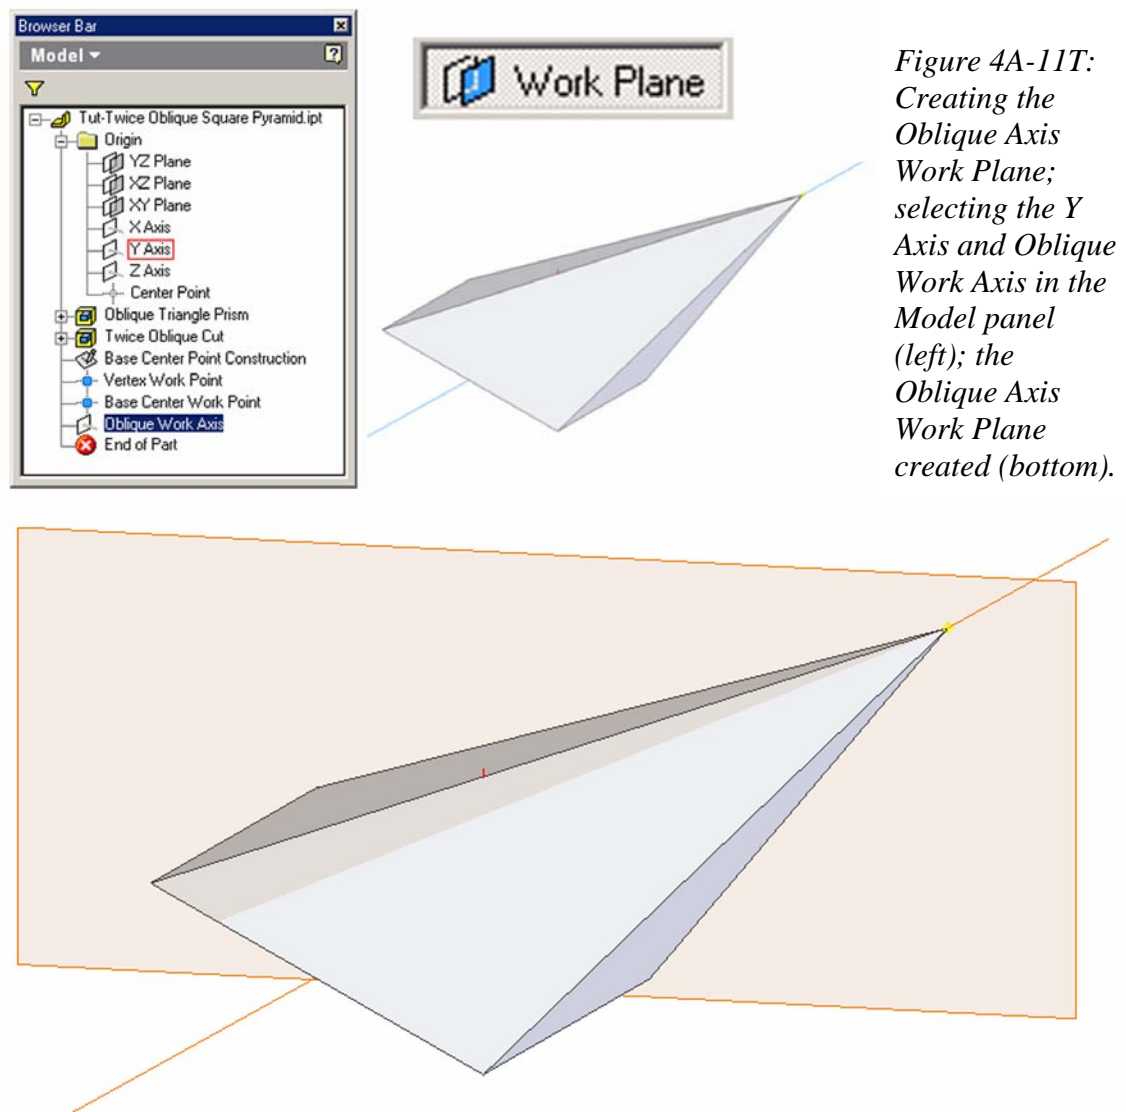 Browser Bar
Model
Tut-Twice Oblique Square Pyramid.ipt
Origin
YZ Plane
XZ Plane
XY Plane
X Axis
Y Axis
Z Axis
Center Point
Oblique Triangle Prism
Twice Oblique Cut
Base Center Point Construction
Vertex Work Point
Base Center Work Point
Oblique Work Axis
End of Part
Work Plane
Figure 4A-11T:
Creating the
Oblique Axis
Work Plane;
selecting the Y
Axis and Oblique
Work Axis in the
Model panel
(left); the
Oblique Axis
Work Plane
created (bottom).